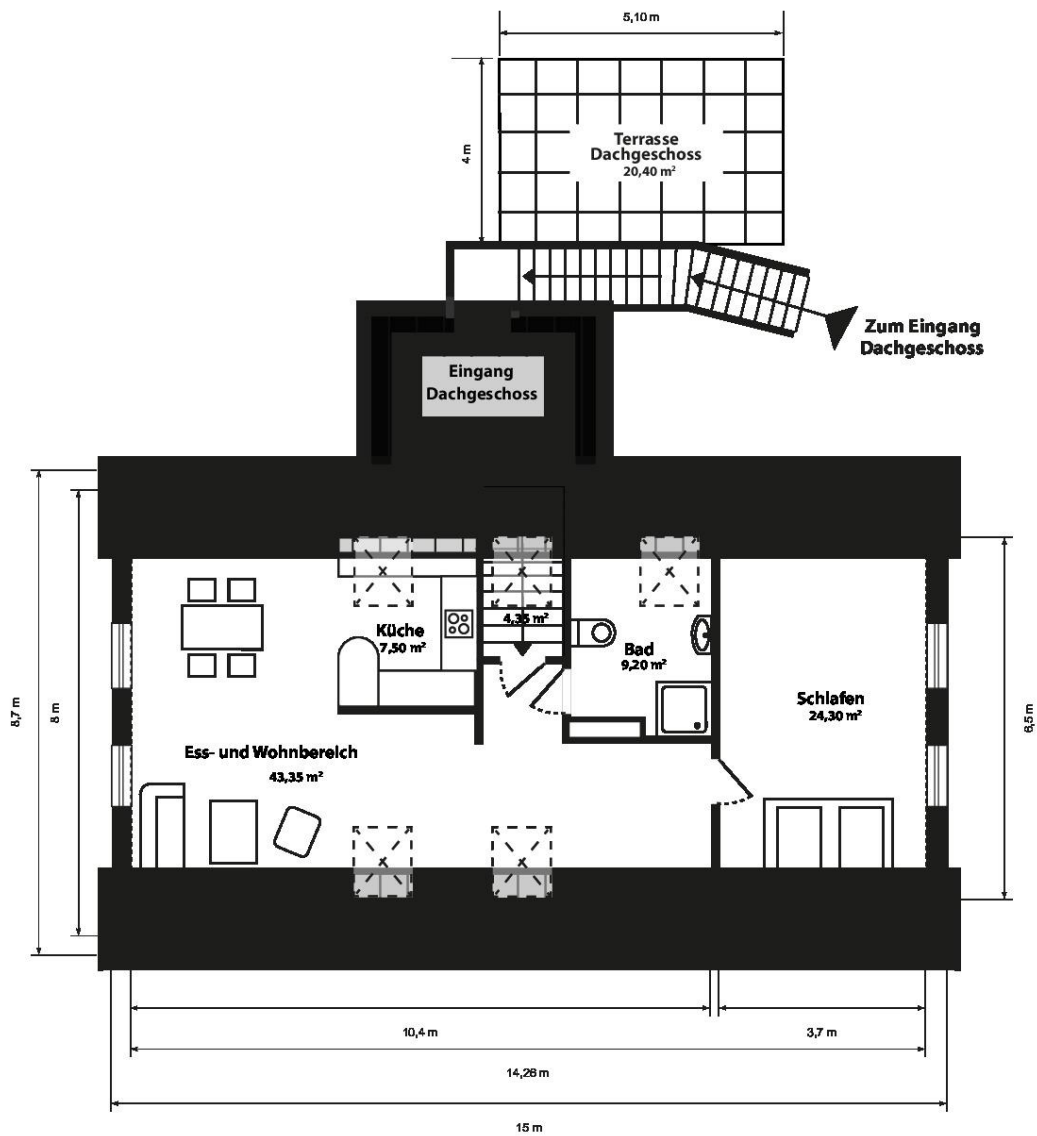 5,10 m
4 m
Terrasse
Dachgeschoss
20,40 m²
Zum Eingang
Dachgeschoss
Eingang
Dachgeschoss
Küche
7,50 m²
4,35 m²
Bad
9,20 m²
Schlafen
24,30 m²
Ess- und Wohnbereich
43,35 m²
8,7 m
8 m
6,5 m
10,4 m
3,7 m
14,26 m
15 m